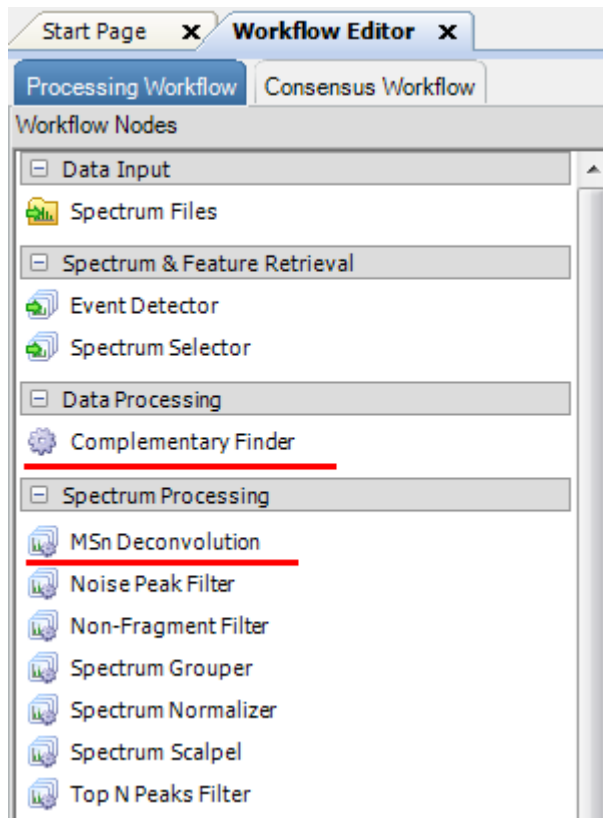 Start Page x Workflow Editor x
Processing Workflow Consensus Workflow
Workflow Nodes
Data Input
Spectrum Files
Spectrum & Feature Retrieval
Event Detector
Spectrum Selector
Data Processing
Complementary Finder
Spectrum Processing
MSn Deconvolution
Noise Peak Filter
Non-Fragment Filter
Spectrum Grouper
Spectrum Normalizer
Spectrum Scalpel
Top N Peaks Filter